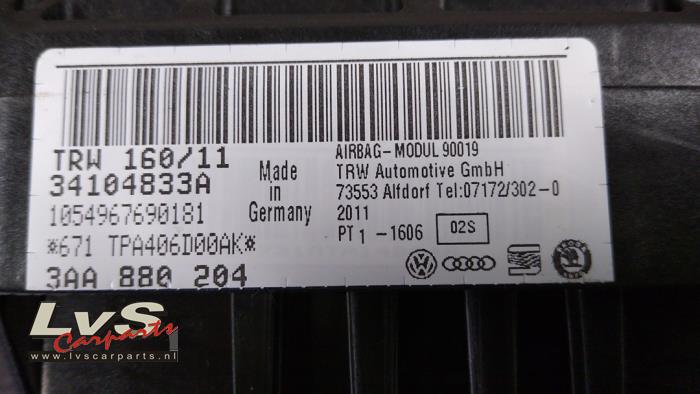 TRW 160/11
34104833A
1054967690181
*671 TPA406D00AK*
3AA 880 204
Made
in
Germany
AIRBAG-MODUL 90019
TRW Automotive GmbH
73553 Alfdorf Tel:07172/302-0
2011
PT 1 -1606 02S
LvS
Carparts
www.lvscarparts.nl